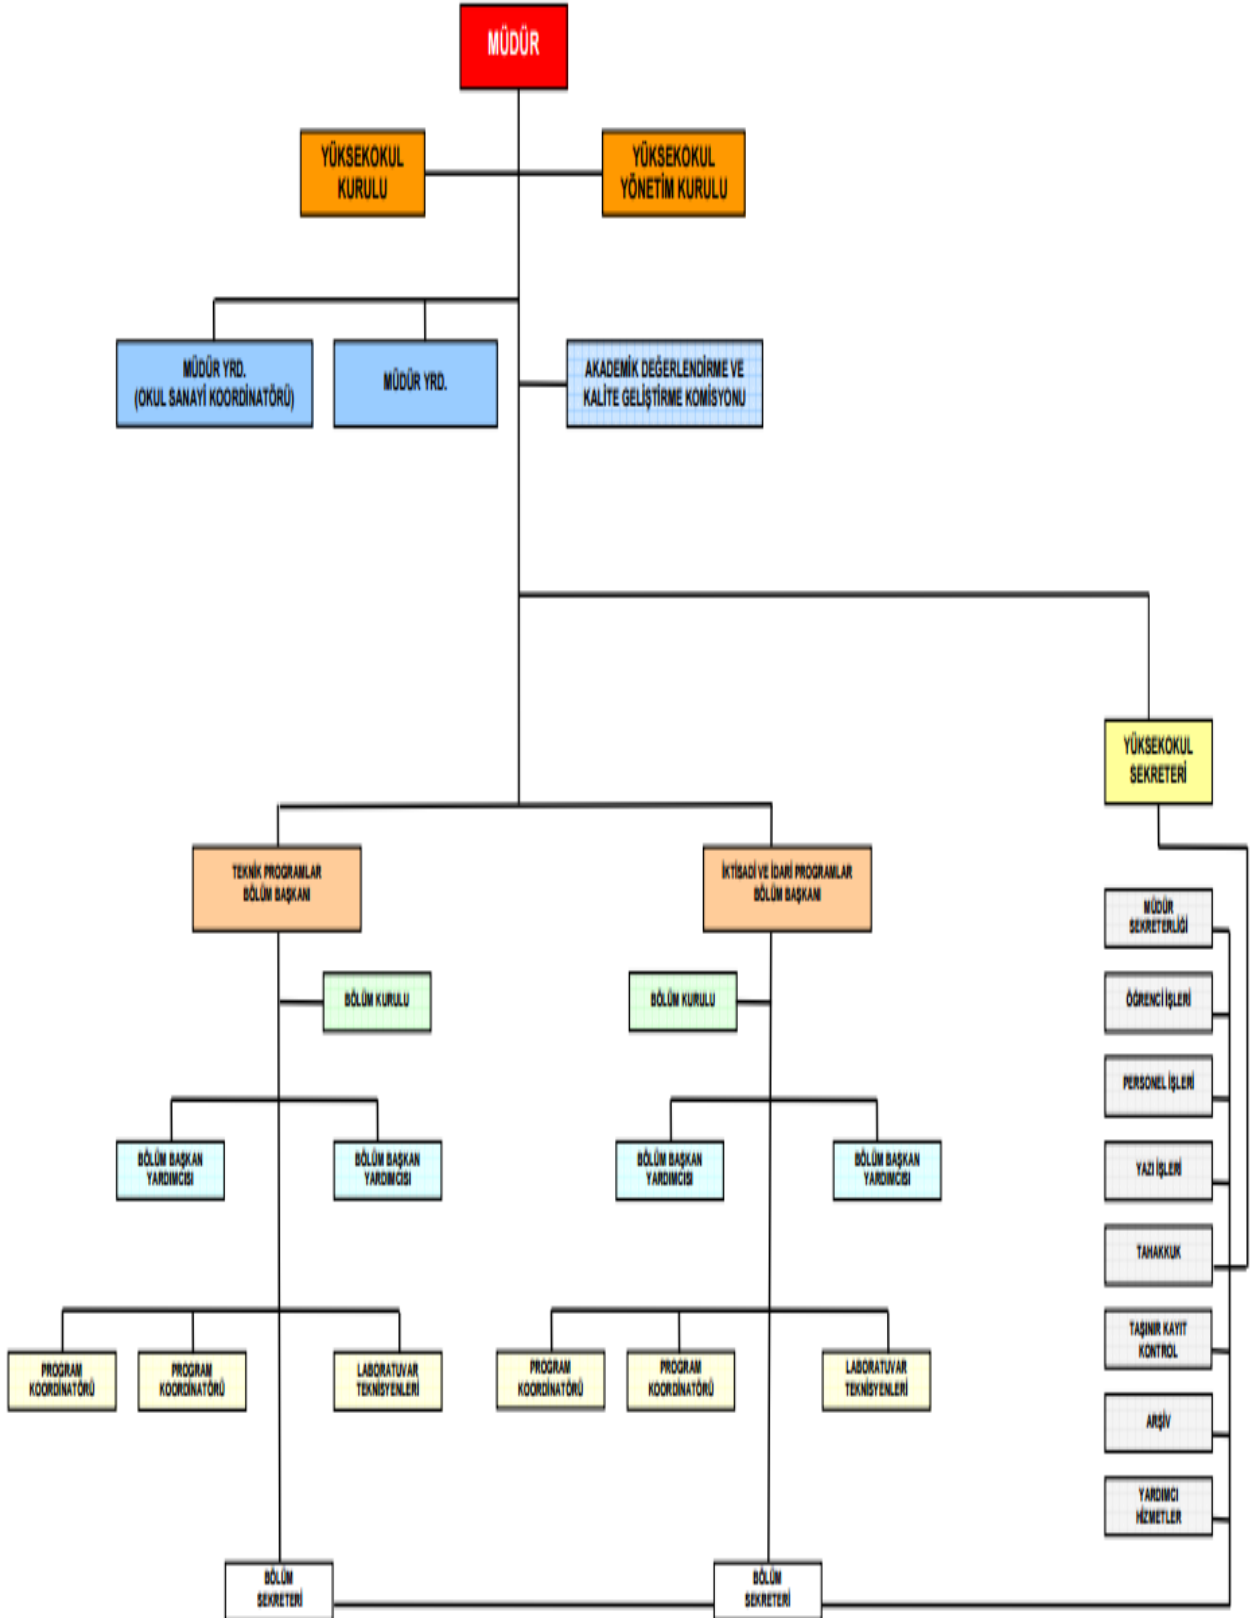 MÜDÜR
YÜKSEKOKUL
KURULU
YÜKSEKOKUL
YÖNETİM KURULU
MÜDÜR YRD.
(OKUL SANAYİ KOORDİNATÖRÜ)
MÜDÜR YRD.
AKADEMİK DEĞERLENDİRME VE
KALİTE GELİŞTİRME KOMİSYONU
YÜKSEKOKUL
SEKRETERİ
TEKNİK PROGRAMLAR
BÖLÜM BAŞKANI
İKTİSADİ VE İDARİ PROGRAMLAR
BÖLÜM BAŞKANI
MÜDÜR
SEKRETERLİĞİ
BÖLÜM KURULU
BÖLÜM KURULU
ÖĞRENCİ İŞLERİ
PERSONEL İŞLERİ
BÖLÜM BAŞKAN
YARDIMCISI
BÖLÜM BAŞKAN
YARDIMCISI
BÖLÜM BAŞKAN
YARDIMCISI
BÖLÜM BAŞKAN
YARDIMCISI
YAZI İŞLERİ
TAHAKKUK
TAŞINIR KAYIT
KONTROL
PROGRAM
KOORDİNATÖRÜ
PROGRAM
KOORDİNATÖRÜ
LABORATUVAR
TEKNİSYENLERİ
PROGRAM
KOORDİNATÖRÜ
PROGRAM
KOORDİNATÖRÜ
LABORATUVAR
TEKNİSYENLERİ
ARŞİV
YARDIMCI
HİZMETLER
BÖLÜM
SEKRETERİ
BÖLÜM
SEKRETERİ